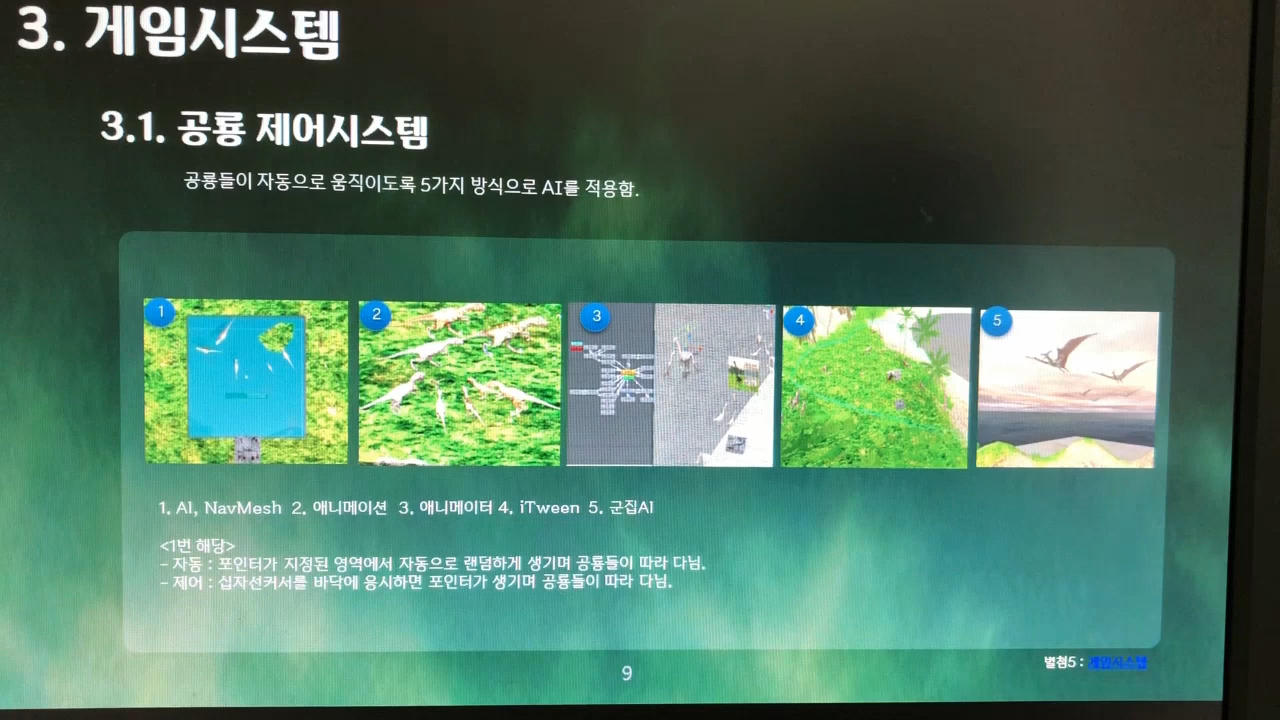 3. 게임시스템
3.1. 공룡 제어시스템
공룡들이 자동으로 움직이도록 5가지 방식으로 AI를 적용함.
1
2
3
4
5
1. AI, NavMesh 2. 애니메이션 3. 애니메이터 4. iTween 5. 군집AI
<1번 해당>
- 자동 : 포인터가 지정된 영역에서 자동으로 랜덤하게 생기며 공룡들이 따라 다님.
- 제어 : 십자선커서를 바닥에 응시하면 포인터가 생기며 공룡들이 따라 다님.
별첨5 : 게임시스템
9